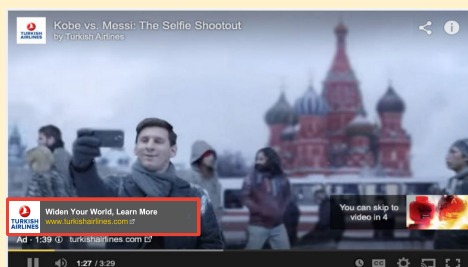 TURKISH
AIRLINES
Kobe vs. Messi: The Selfie Shootout
by Turkish Airlines
TURKISH
AIRLINES
Widen Your World, Learn More
www.turkishairlines.com
You can skip to
video in 4
Ad · 1:39 turkishairlines.com
1:27 / 3:29
CC